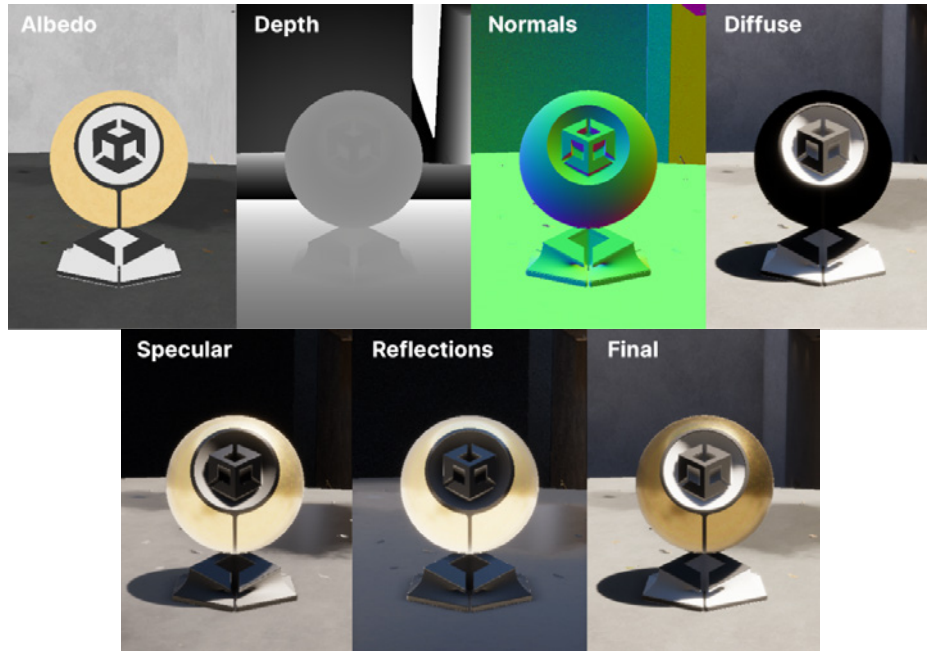 Albedo
Depth
Normals
Diffuse
Specular
Reflections
Final